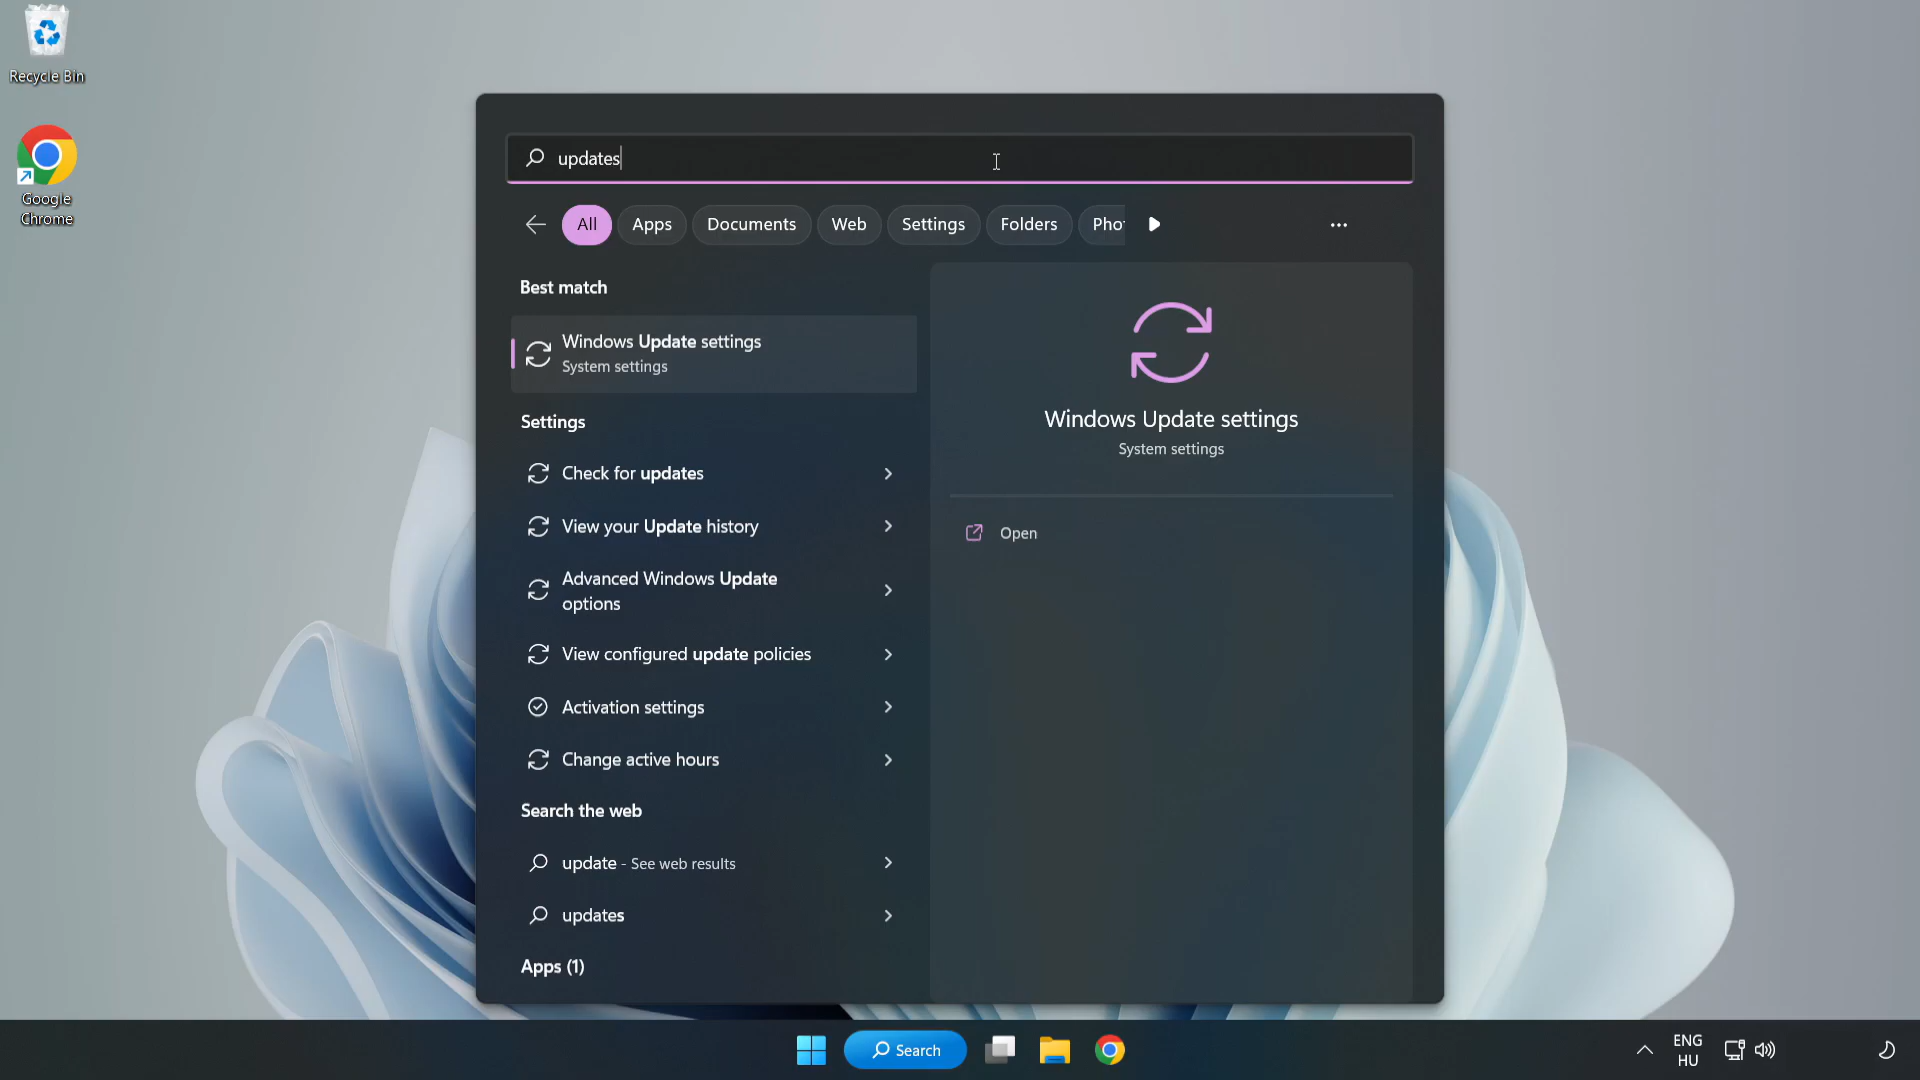 Recycle Bin
Google
Chrome
updates
All
Apps
Documents
Web
Settings
Folders
Best match
Windows Update settings
System settings
Settings
Check for updates
View your Update history
Advanced Windows Update
options
View configured update policies
Activation settings
Change active hours
Search the web
update - See web results
updates
Apps (1)
Windows Update settings
System settings
Open
Search
ENG
HU